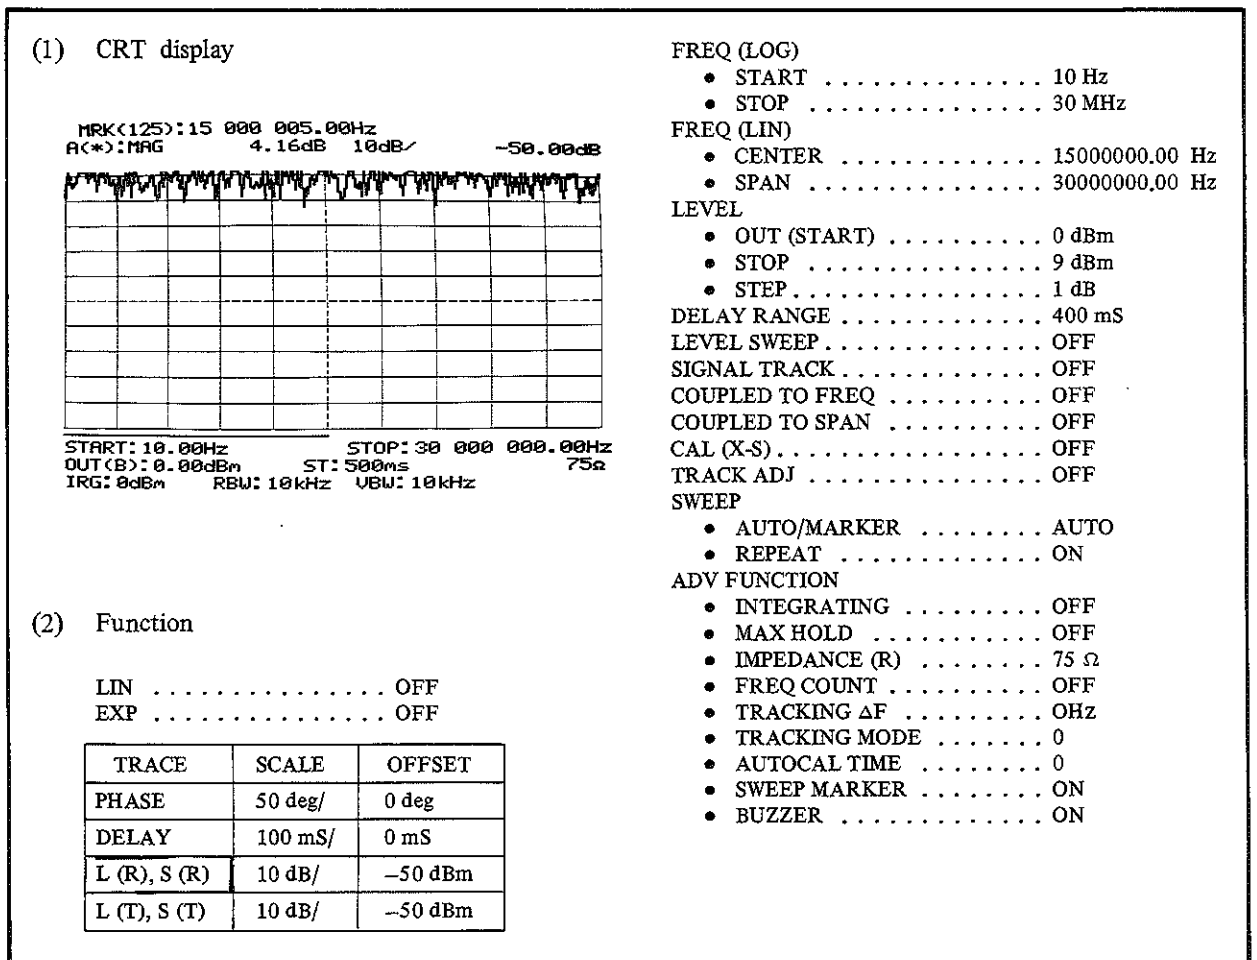 (1) CRT display
MRK(125):15 000 005.00Hz
A(*):MAG 4.16dB 10dB/ -50.00dB
START:10.00Hz STOP:30 000 000.00Hz
OUT(B):0.00dBm ST:500ms 75Ω
IRG:0dBm RBW:10kHz VBW:10kHz
(2) Function
LIN . . . . . . . . . . . . . . . OFF
EXP . . . . . . . . . . . . . . . OFF
TRACE SCALE OFFSET
PHASE 50 deg/ 0 deg
DELAY 100 mS/ 0 mS
L (R), S (R) 10 dB/ −50 dBm
L (T), S (T) 10 dB/ −50 dBm
FREQ (LOG)
• START . . . . . . . . . . . . . . 10 Hz
• STOP . . . . . . . . . . . . . . 30 MHz
FREQ (LIN)
• CENTER . . . . . . . . . . . . 15000000.00 Hz
• SPAN . . . . . . . . . . . . . . 30000000.00 Hz
LEVEL
• OUT (START) . . . . . . . . . . 0 dBm
• STOP . . . . . . . . . . . . . . 9 dBm
• STEP . . . . . . . . . . . . . . . 1 dB
DELAY RANGE . . . . . . . . . . . . . 400 mS
LEVEL SWEEP . . . . . . . . . . . . . . OFF
SIGNAL TRACK . . . . . . . . . . . . . OFF
COUPLED TO FREQ . . . . . . . . . . OFF
COUPLED TO SPAN . . . . . . . . . . OFF
CAL (X-S) . . . . . . . . . . . . . . . . . OFF
TRACK ADJ . . . . . . . . . . . . . . . OFF
SWEEP
• AUTO/MARKER . . . . . . . . AUTO
• REPEAT . . . . . . . . . . . . . ON
ADV FUNCTION
• INTEGRATING . . . . . . . . . OFF
• MAX HOLD . . . . . . . . . . . OFF
• IMPEDANCE (R) . . . . . . . . 75 Ω
• FREQ COUNT . . . . . . . . . . OFF
• TRACKING ΔF . . . . . . . . . OHz
• TRACKING MODE . . . . . . . 0
• AUTOCAL TIME . . . . . . . . 0
• SWEEP MARKER . . . . . . . . ON
• BUZZER . . . . . . . . . . . . . ON